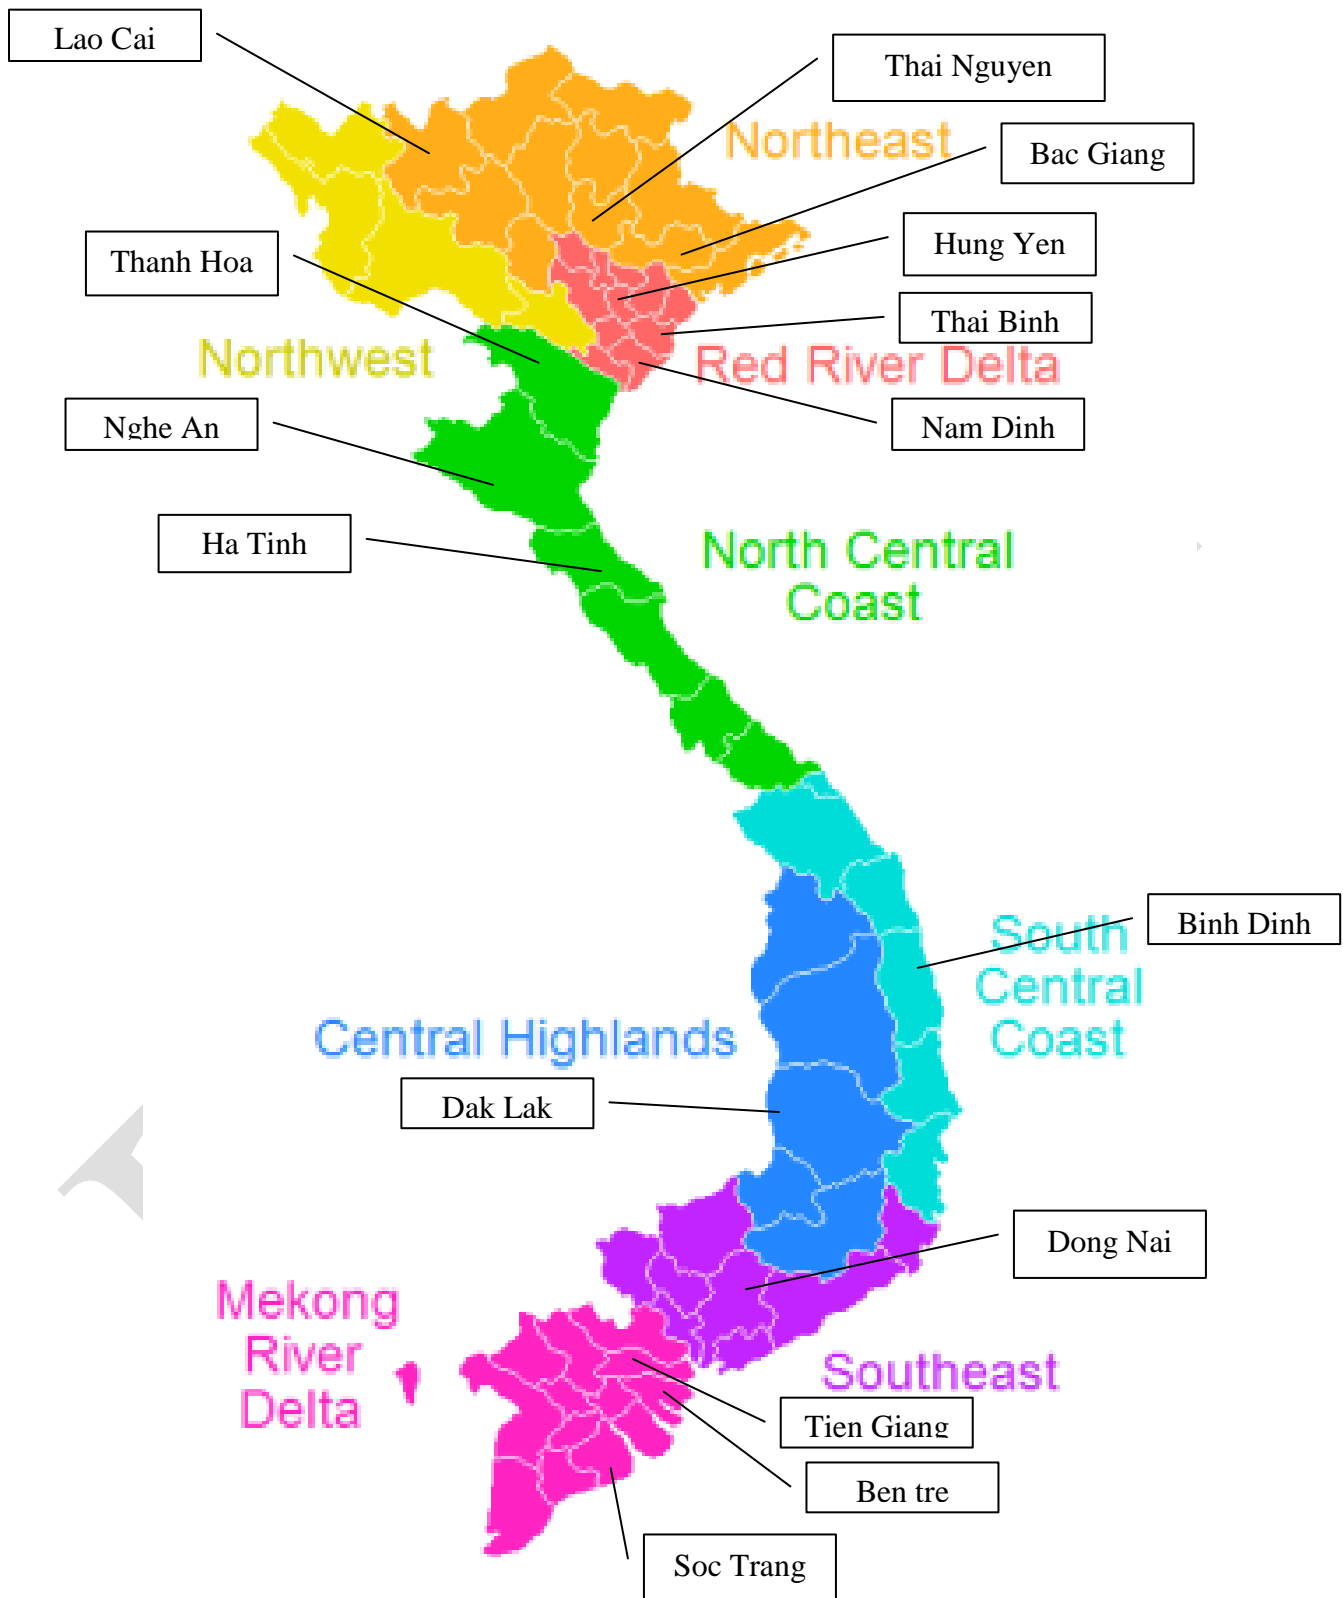 Lao Cai
Thai Nguyen
Northeast
Bac Giang
Hung Yen
Thanh Hoa
Thai Binh
Northwest
Red River Delta
Nghe An
Nam Dinh
Ha Tinh
North Central
Coast
Binh Dinh
South
Central
Coast
Central Highlands
Dak Lak
Dong Nai
Mekong
River
Delta
Southeast
Tien Giang
Ben tre
Soc Trang